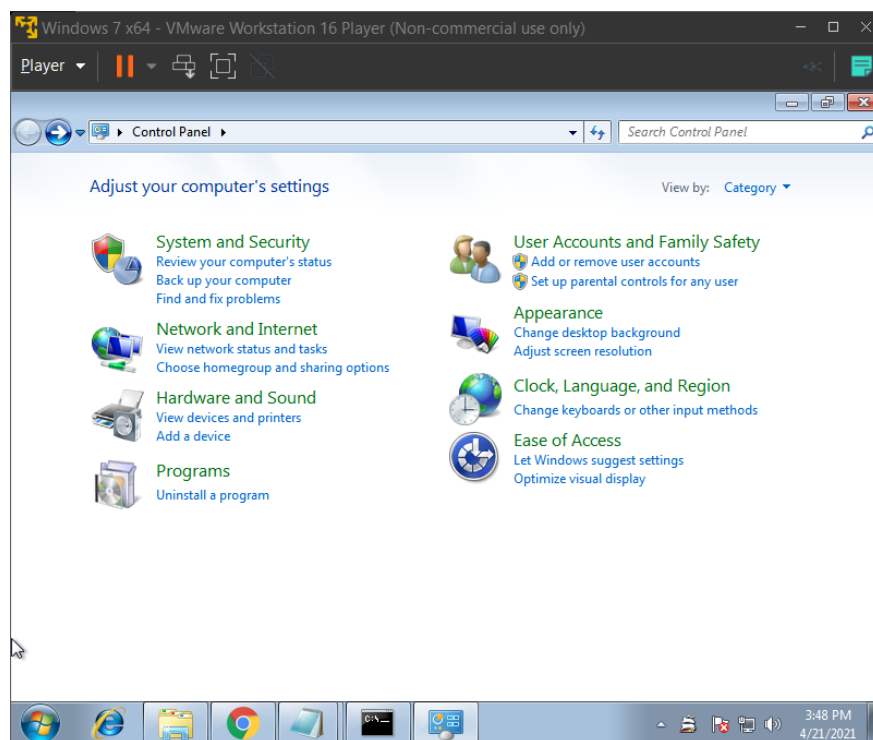 Windows 7 x64 - VMware Workstation 16 Player (Non-commercial use only)
Player
Control Panel
Search Control Panel
Adjust your computer's settings
View by: Category
System and Security
Review your computer's status
Back up your computer
Find and fix problems
Network and Internet
View network status and tasks
Choose homegroup and sharing options
Hardware and Sound
View devices and printers
Add a device
Programs
Uninstall a program
User Accounts and Family Safety
Add or remove user accounts
Set up parental controls for any user
Appearance
Change desktop background
Adjust screen resolution
Clock, Language, and Region
Change keyboards or other input methods
Ease of Access
Let Windows suggest settings
Optimize visual display
C:\_
3:48 PM
4/21/2021